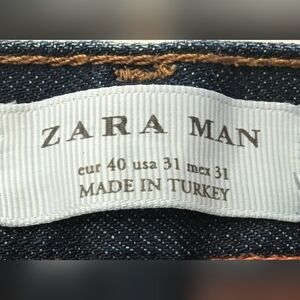 ZARA MAN
eur 40 usa 31 mex 31
MADE IN TURKEY